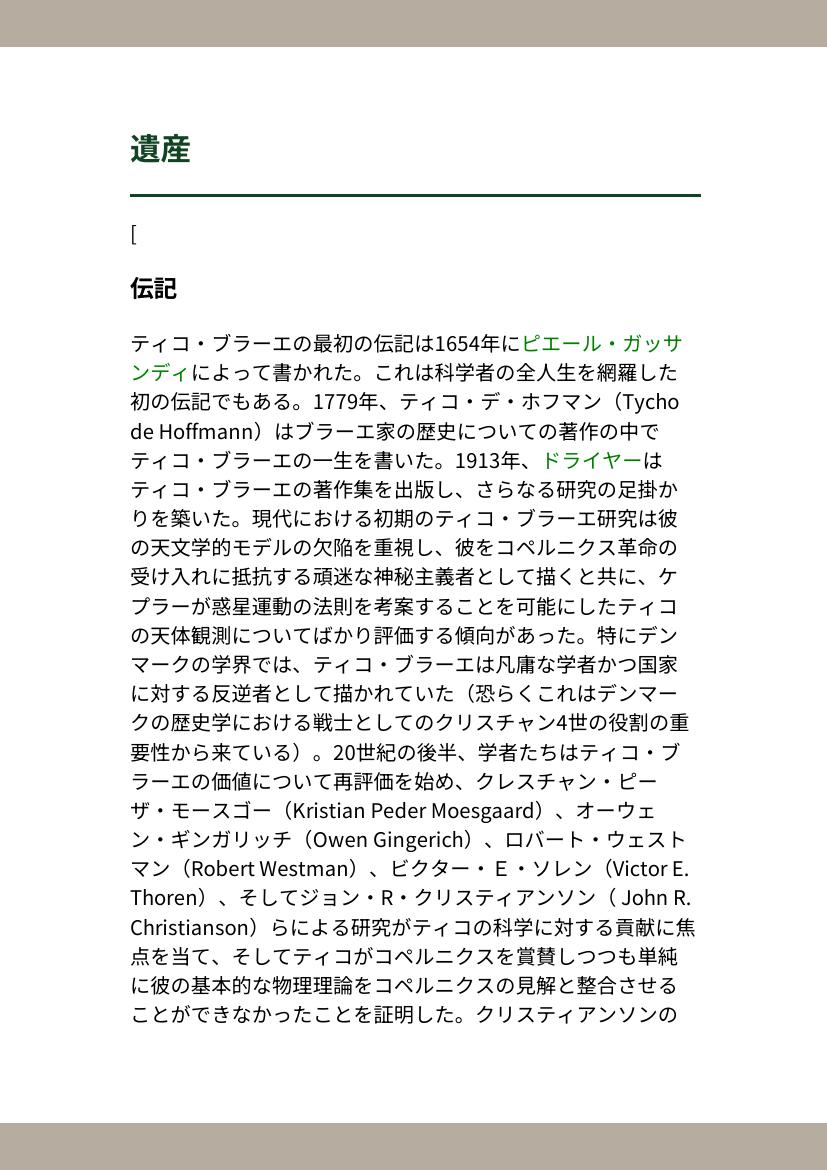 遺産
[
伝記
ティコ・ブラーエの最初の伝記は1654年にピエール・ガッサ
ンディによって書かれた。これは科学者の全人生を網羅した
初の伝記でもある。1779年、ティコ・デ・ホフマン（Tycho
de Hoffmann）はブラーエ家の歴史についての著作の中で
ティコ・ブラーエの一生を書いた。1913年、ドライヤーは
ティコ・ブラーエの著作集を出版し、さらなる研究の足掛か
りを築いた。現代における初期のティコ・ブラーエ研究は彼
の天文学的モデルの欠陥を重視し、彼をコペルニクス革命の
受け入れに抵抗する頑迷な神秘主義者として描くと共に、ケ
プラーが惑星運動の法則を考案することを可能にしたティコ
の天体観測についてばかり評価する傾向があった。特にデン
マークの学界では、ティコ・ブラーエは凡庸な学者かつ国家
に対する反逆者として描かれていた（恐らくこれはデンマー
クの歴史学における戦士としてのクリスチャン4世の役割の重
要性から来ている）。20世紀の後半、学者たちはティコ・ブ
ラーエの価値について再評価を始め、クレスチャン・ピー
ザ・モースゴー（Kristian Peder Moesgaard）、オーウェ
ン・ギンガリッチ（Owen Gingerich）、ロバート・ウェスト
マン（Robert Westman）、ビクター・Ｅ・ソレン（Victor E.
Thoren）、そしてジョン・R・クリスティアンソン（ John R.
Christianson）らによる研究がティコの科学に対する貢献に焦
点を当て、そしてティコがコペルニクスを賞賛しつつも単純
に彼の基本的な物理理論をコペルニクスの見解と整合させる
ことができなかったことを証明した。クリスティアンソンの